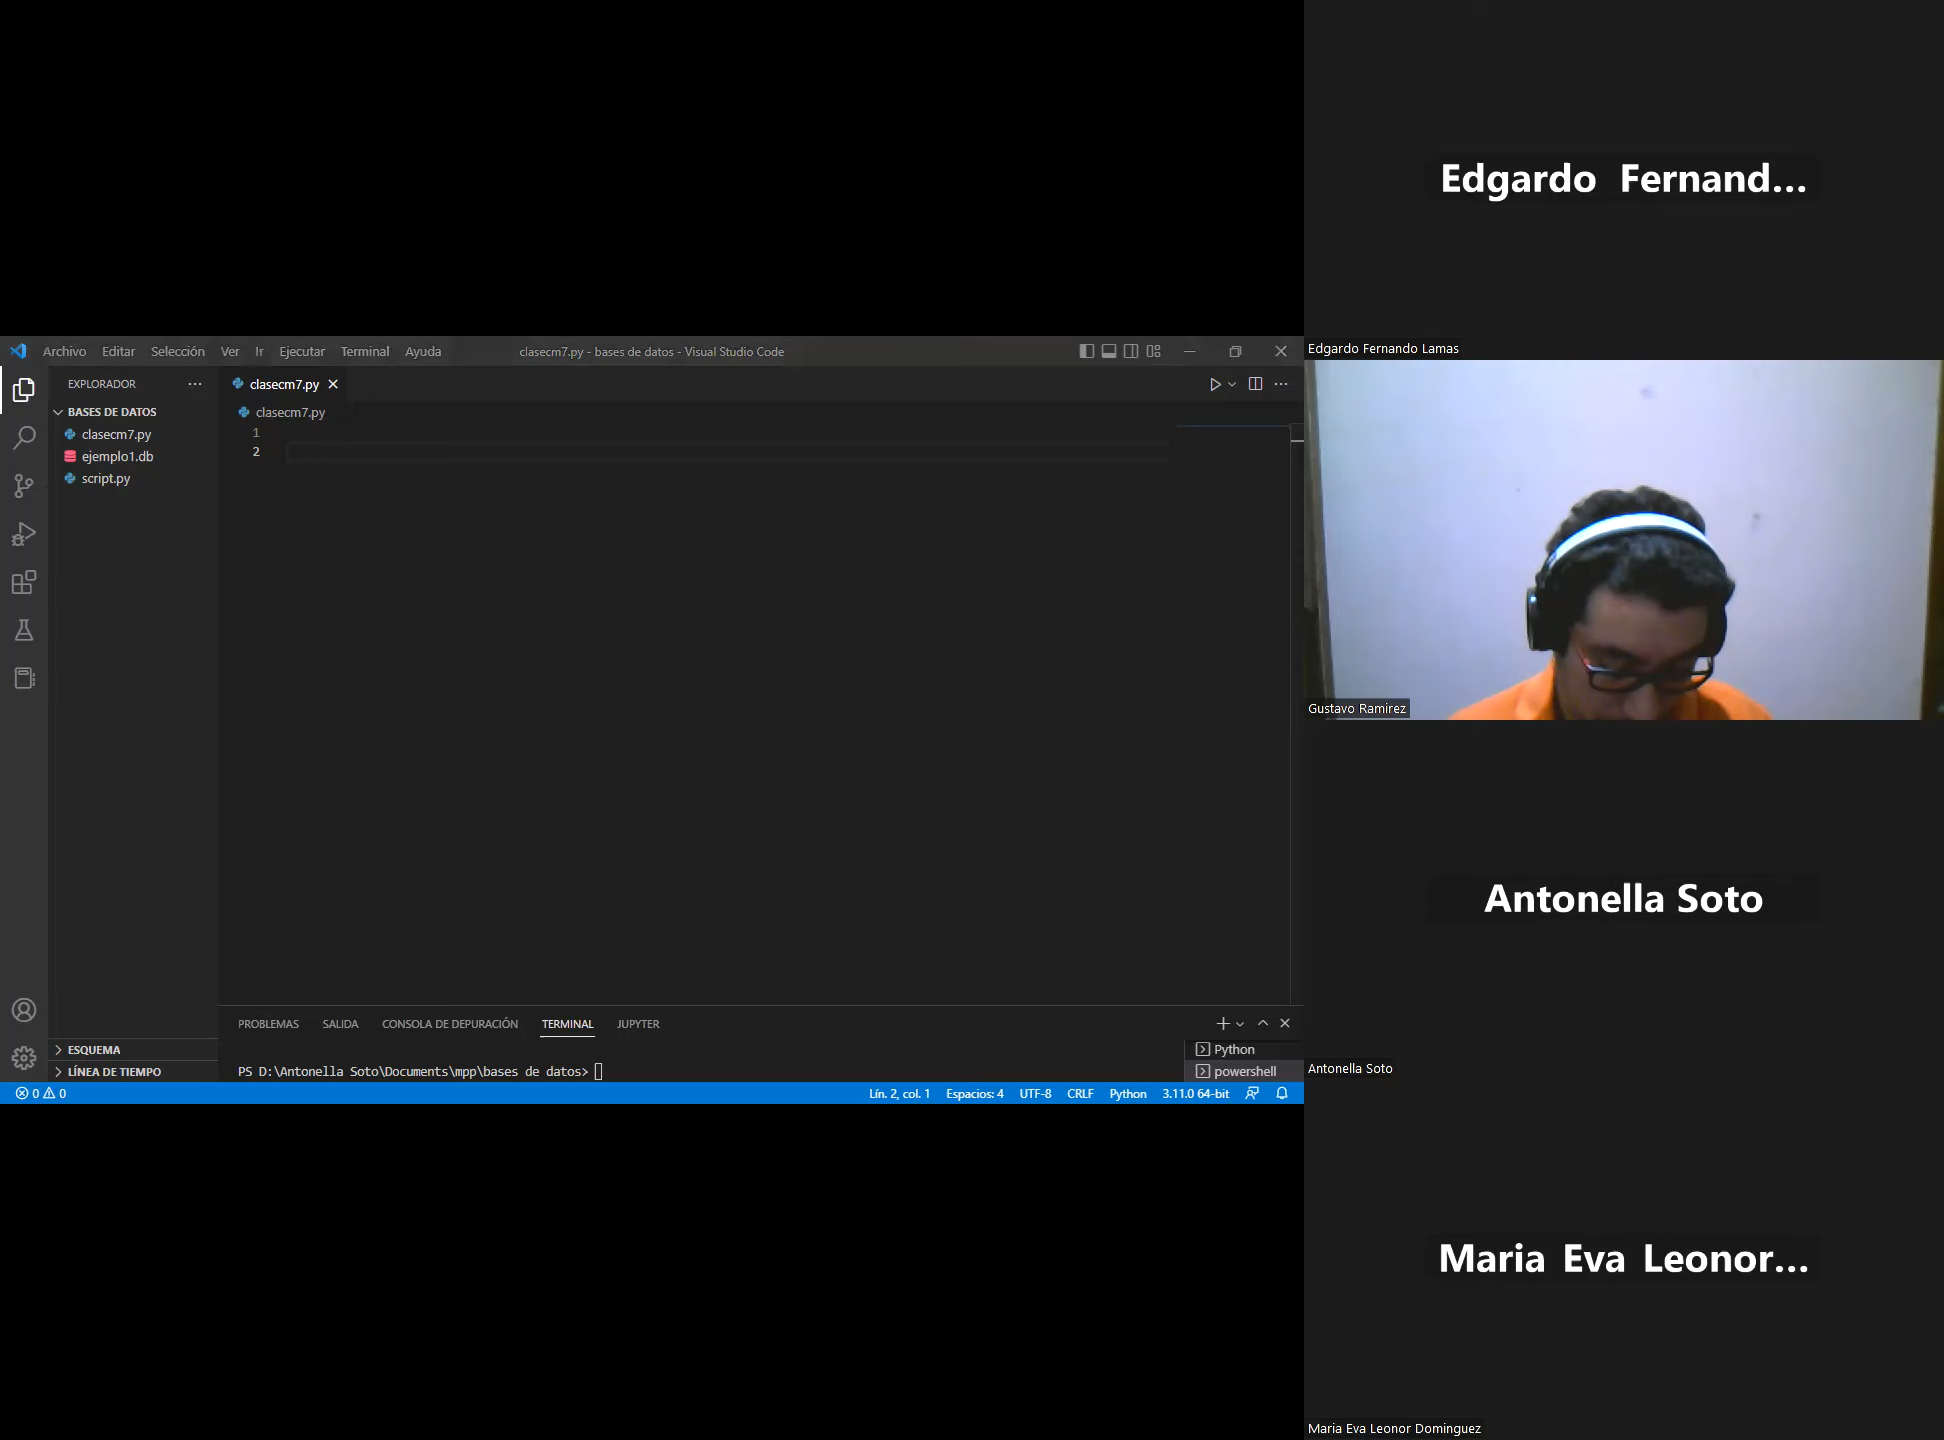 Archivo Editar Selección Ver Ir Ejecutar Terminal Ayuda
clasecm7.py - bases de datos - Visual Studio Code
EXPLORADOR
BASES DE DATOS
clasecm7.py
ejemplo1.db
script.py
ESQUEMA
LÍNEA DE TIEMPO
clasecm7.py
clasecm7.py
1
2
PROBLEMAS SALIDA CONSOLA DE DEPURACIÓN TERMINAL JUPYTER
PS D:\Antonella Soto\Documents\mpp\bases de datos>
Python
powershell
0 0
Lín. 2, col. 1 Espacios: 4 UTF-8 CRLF Python 3.11.0 64-bit
Edgardo Fernand...
Edgardo Fernando Lamas
Gustavo Ramirez
Antonella Soto
Antonella Soto
Maria Eva Leonor...
Maria Eva Leonor Dominguez